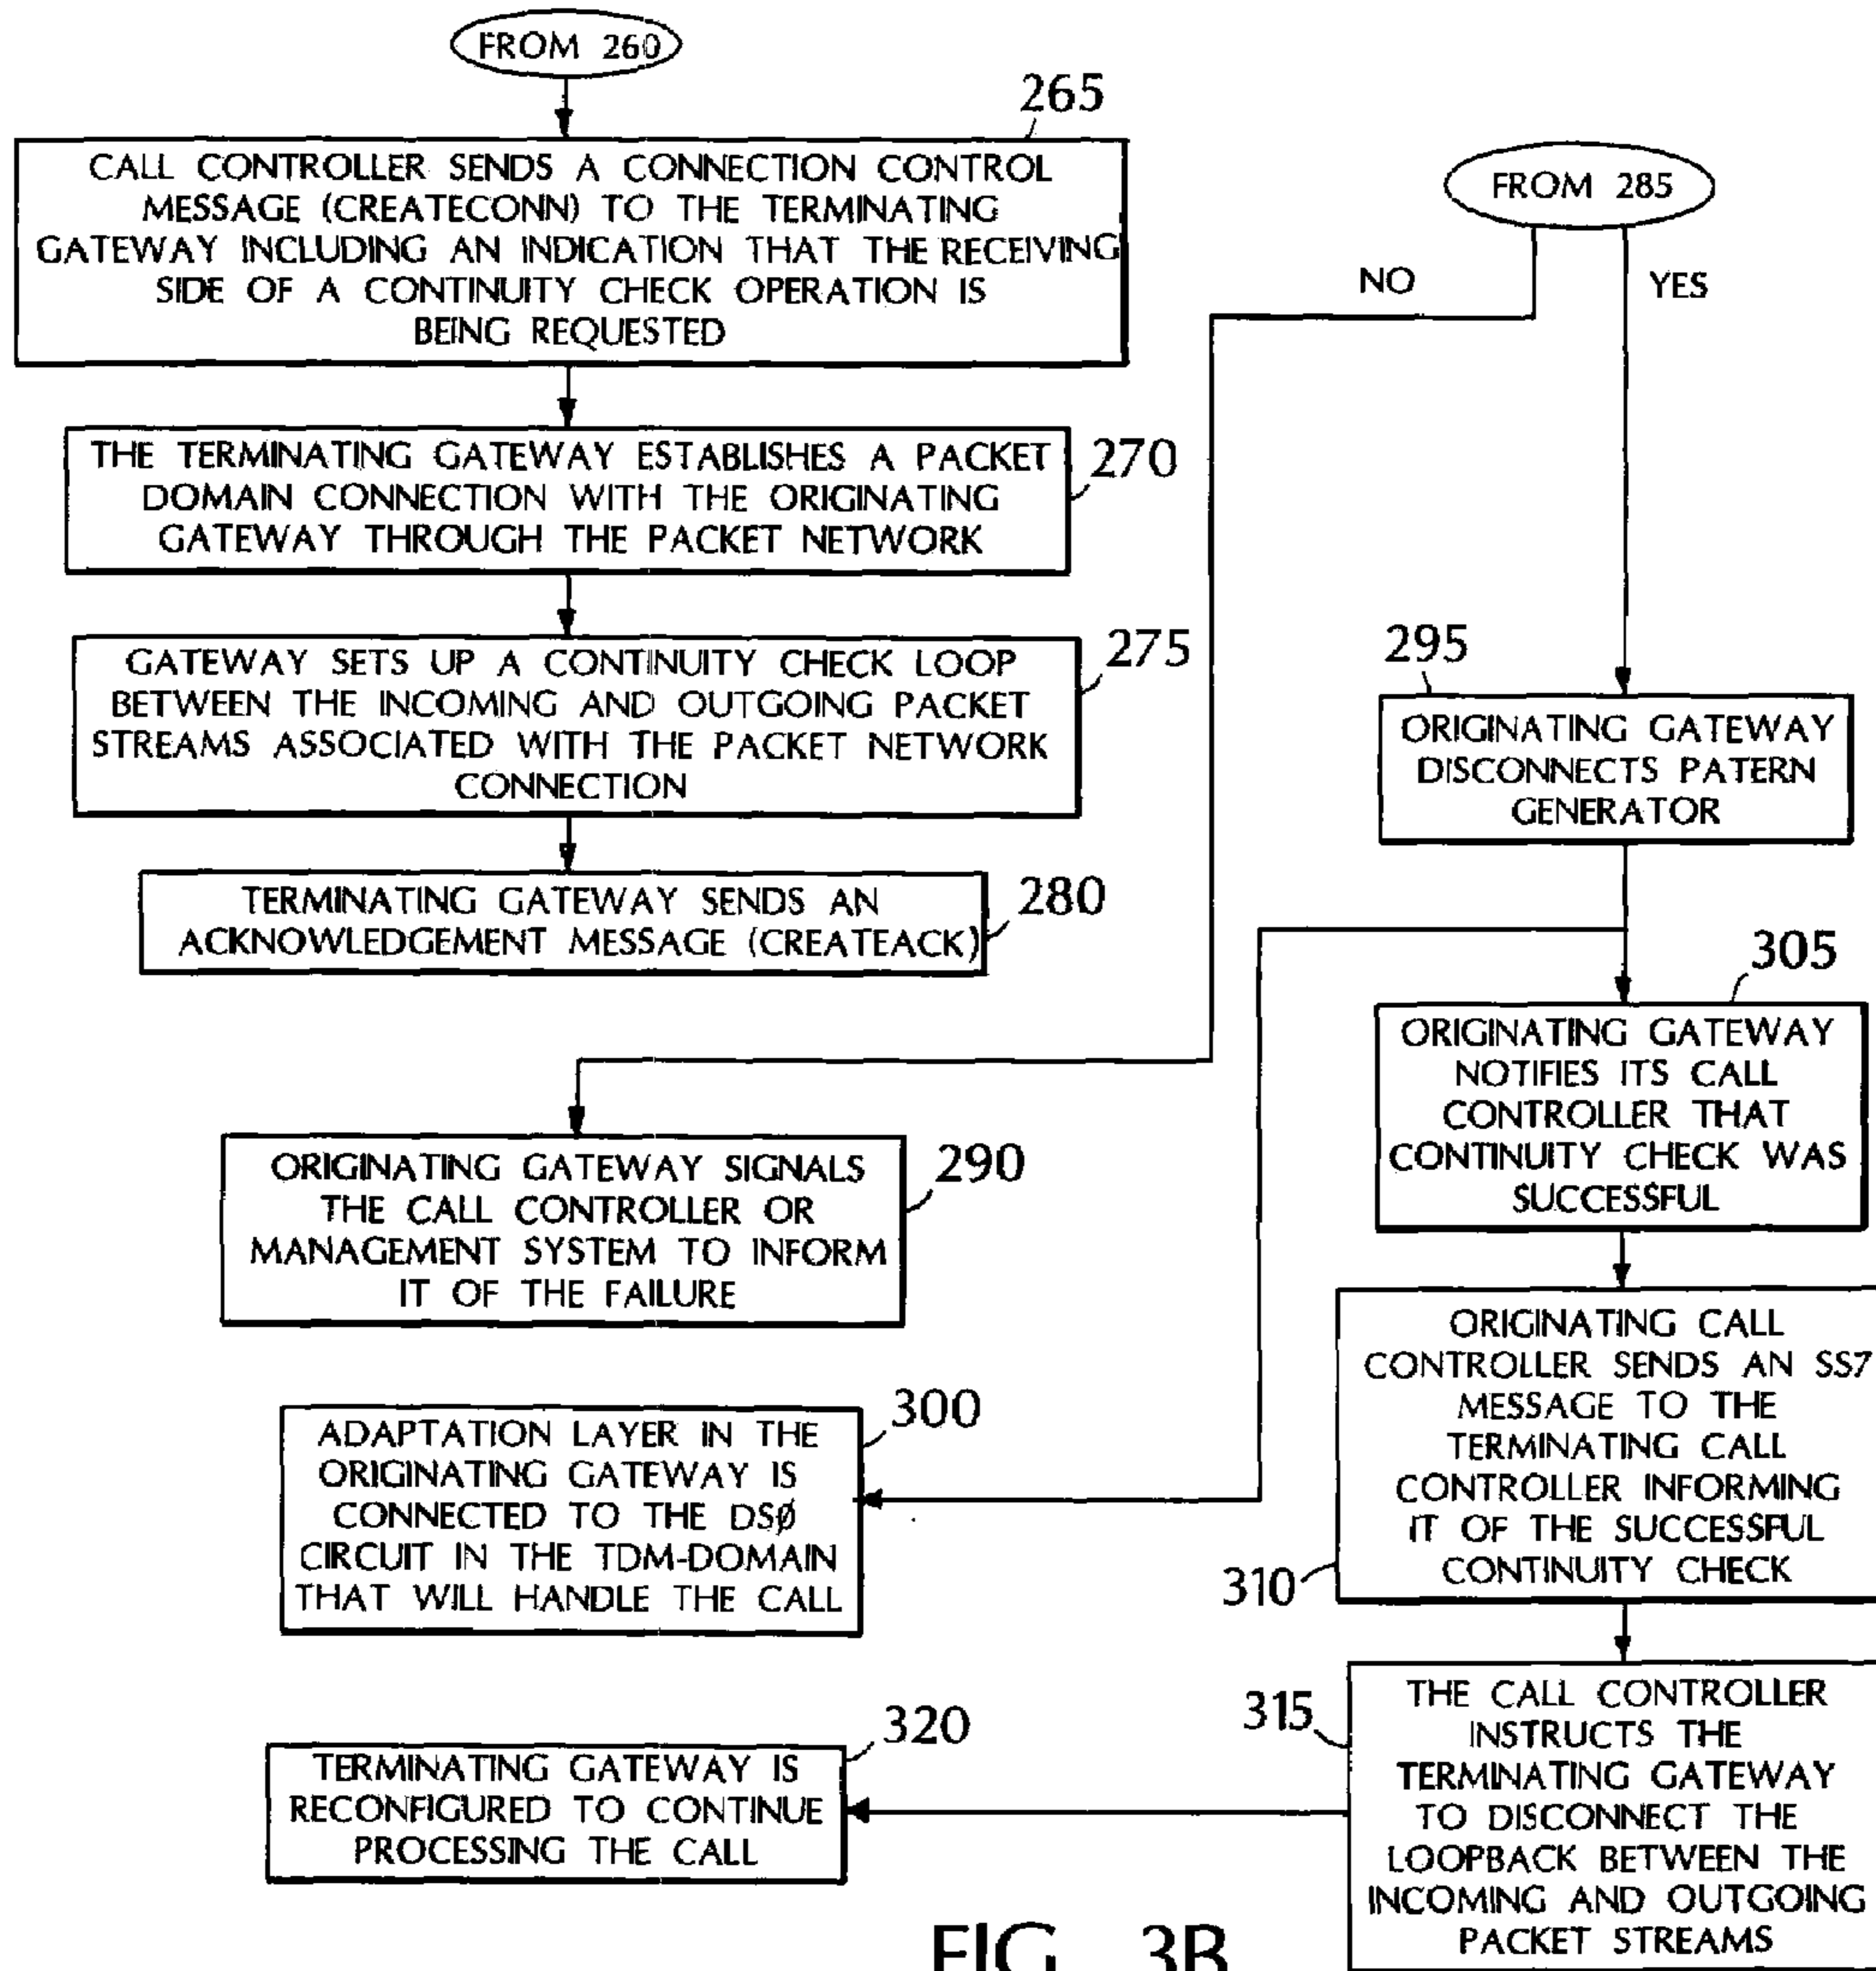 FROM 260
265
CALL CONTROLLER SENDS A CONNECTION CONTROL
MESSAGE (CREATECONN) TO THE TERMINATING
GATEWAY INCLUDING AN INDICATION THAT THE RECEIVING
SIDE OF A CONTINUITY CHECK OPERATION IS
BEING REQUESTED
THE TERMINATING GATEWAY ESTABLISHES A PACKET
DOMAIN CONNECTION WITH THE ORIGINATING
GATEWAY THROUGH THE PACKET NETWORK
270
GATEWAY SETS UP A CONTINUITY CHECK LOOP
BETWEEN THE INCOMING AND OUTGOING PACKET
STREAMS ASSOCIATED WITH THE PACKET NETWORK
CONNECTION
275
TERMINATING GATEWAY SENDS AN
ACKNOWLEDGEMENT MESSAGE (CREATEACK)
280
FROM 285
NO
YES
ORIGINATING GATEWAY SIGNALS
THE CALL CONTROLLER OR
MANAGEMENT SYSTEM TO INFORM
IT OF THE FAILURE
290
295
ORIGINATING GATEWAY
DISCONNECTS PATERN
GENERATOR
ADAPTATION LAYER IN THE
ORIGINATING GATEWAY IS
CONNECTED TO THE DSØ
CIRCUIT IN THE TDM-DOMAIN
THAT WILL HANDLE THE CALL
300
305
ORIGINATING GATEWAY
NOTIFIES ITS CALL
CONTROLLER THAT
CONTINUITY CHECK WAS
SUCCESSFUL
ORIGINATING CALL
CONTROLLER SENDS AN SS7
MESSAGE TO THE
TERMINATING CALL
CONTROLLER INFORMING
IT OF THE SUCCESSFUL
CONTINUITY CHECK
310
315
THE CALL CONTROLLER
INSTRUCTS THE
TERMINATING GATEWAY
TO DISCONNECT THE
LOOPBACK BETWEEN THE
INCOMING AND OUTGOING
PACKET STREAMS
320
TERMINATING GATEWAY IS
RECONFIGURED TO CONTINUE
PROCESSING THE CALL
FIG. 3B